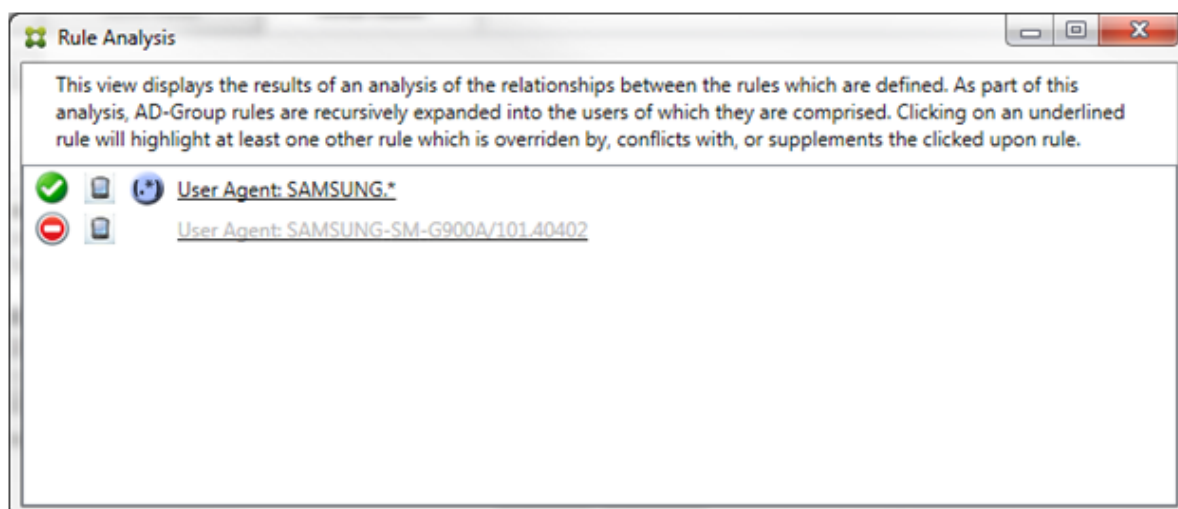 Rule Analysis
This view displays the results of an analysis of the relationships between the rules which are defined. As part of this
analysis, AD-Group rules are recursively expanded into the users of which they are comprised. Clicking on an underlined
rule will highlight at least one other rule which is overriden by, conflicts with, or supplements the clicked upon rule.
(.*) User Agent: SAMSUNG.*
User Agent: SAMSUNG-SM-G900A/101.40402